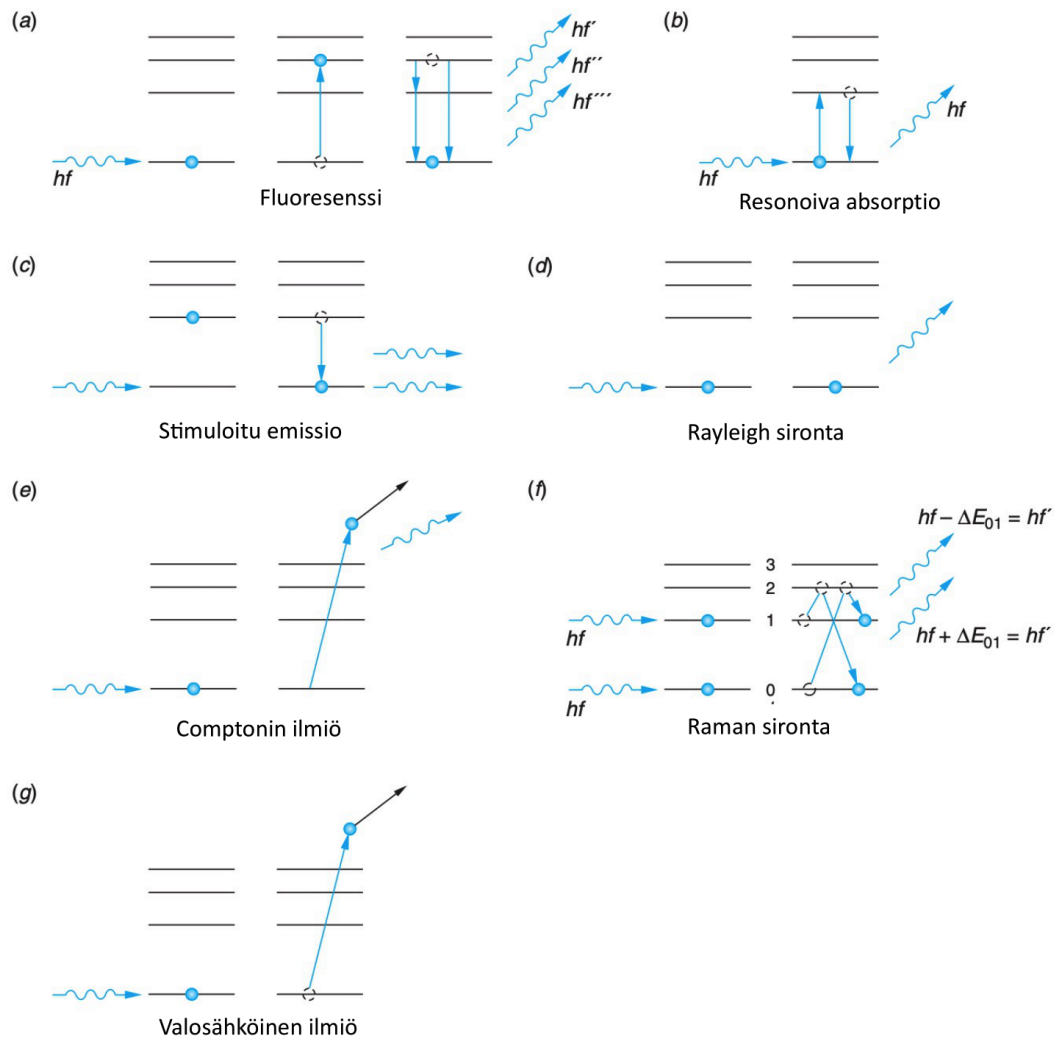 (a)
hf´
hf´´
hf´´´
hf
Fluoresenssi
(b)
hf
hf
Resonoiva absorptio
(c)
Stimuloitu emissio
(d)
Rayleigh sironta
(e)
Comptonin ilmiö
(f)
hf – ΔE01 = hf´
3
2
1
hf + ΔE01 = hf´
hf
0
hf
Raman sironta
(g)
Valosähköinen ilmiö